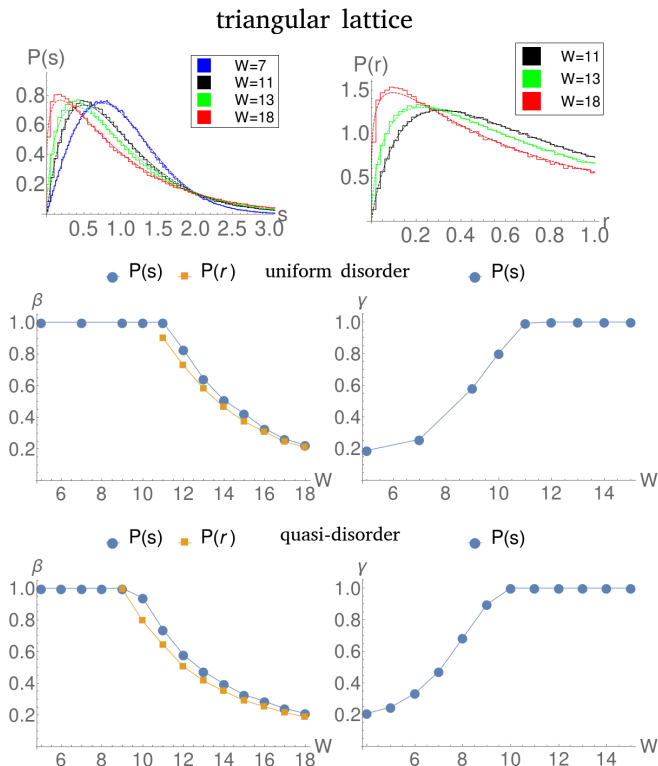 triangular lattice
P(s)
0.8
0.6
0.4
0.2
0.5 1.0 2.0 3.0
s
W=7
W=11
W=13
W=18
P(r)
1.5
1.0
0.5
0.2 0.4 0.6 0.8 1.0
r
W=11
W=13
W=18
P(s) P(r) uniform disorder P(s)
β
1.0
0.8
0.6
0.4
0.2
6 8 10 12 14 16 18
W
γ
1.0
0.8
0.6
0.4
0.2
6 8 10 12 14
W
P(s) P(r) quasi-disorder P(s)
β
1.0
0.8
0.6
0.4
0.2
6 8 10 12 14 16 18
W
γ
1.0
0.8
0.6
0.4
0.2
6 8 10 12 14
W